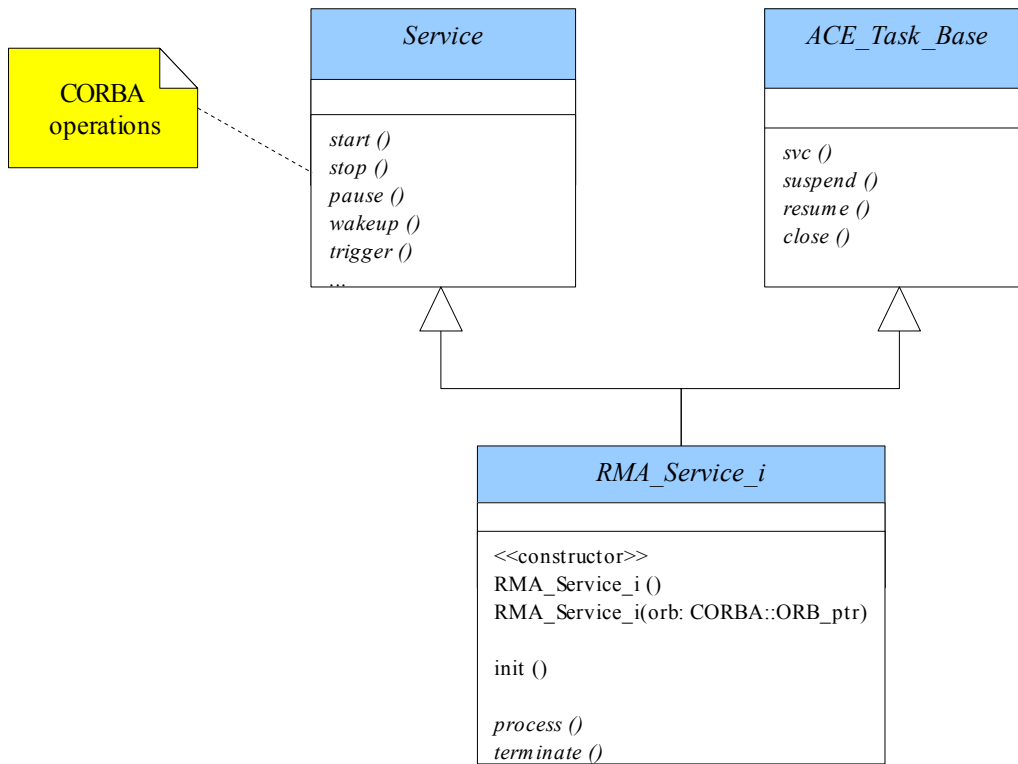 CORBA
operations
Service
start ()
stop ()
pause ()
wakeup ()
trigger ()
...
ACE_Task_Base
svc ()
suspend ()
resume ()
close ()
RMA_Service_i
<<constructor>>
RMA_Service_i ()
RMA_Service_i(orb: CORBA::ORB_ptr)
init ()
process ()
terminate ()